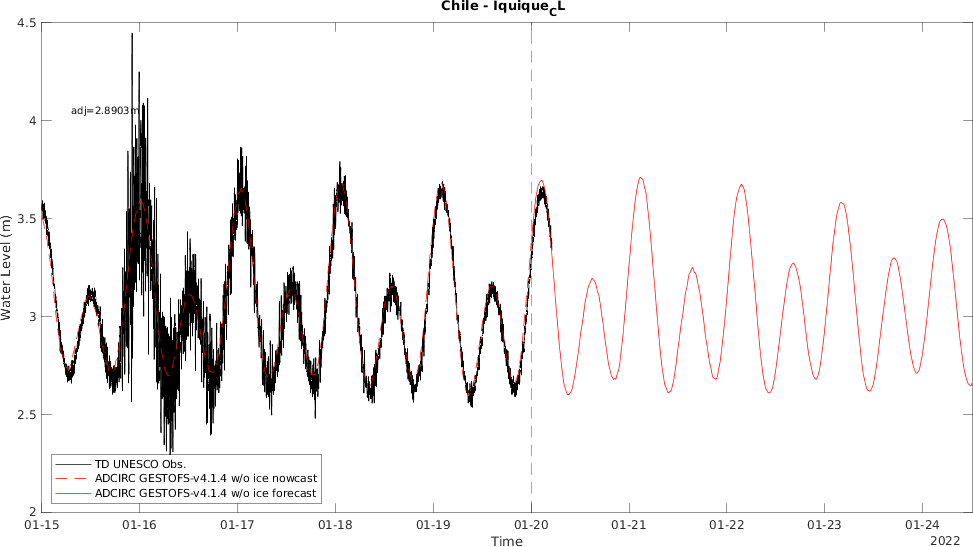 Chile - Iquique_CL
4.5
4
3.5
3
2.5
2
Water Level (m)
adj=2.8903m
TD UNESCO Obs.
ADCIRC GESTOFS-v4.1.4 w/o ice nowcast
ADCIRC GESTOFS-v4.1.4 w/o ice forecast
01-15 01-16 01-17 01-18 01-19 01-20 01-21 01-22 01-23 01-24
Time
2022